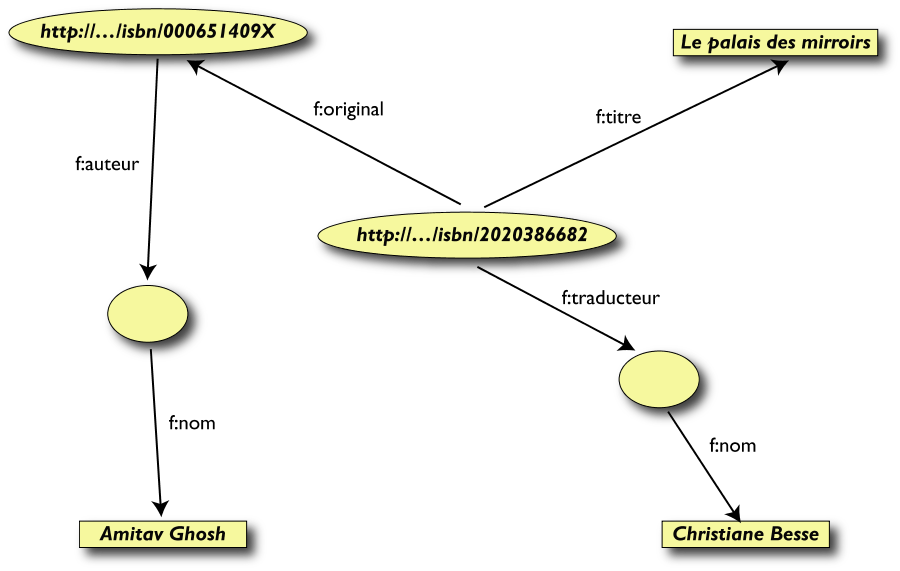 http://…/isbn/000651409X
Le palais des mirroirs
f:original
f:titre
f:auteur
http://…/isbn/2020386682
f:traducteur
f:nom
f:nom
Amitav Ghosh
Christiane Besse